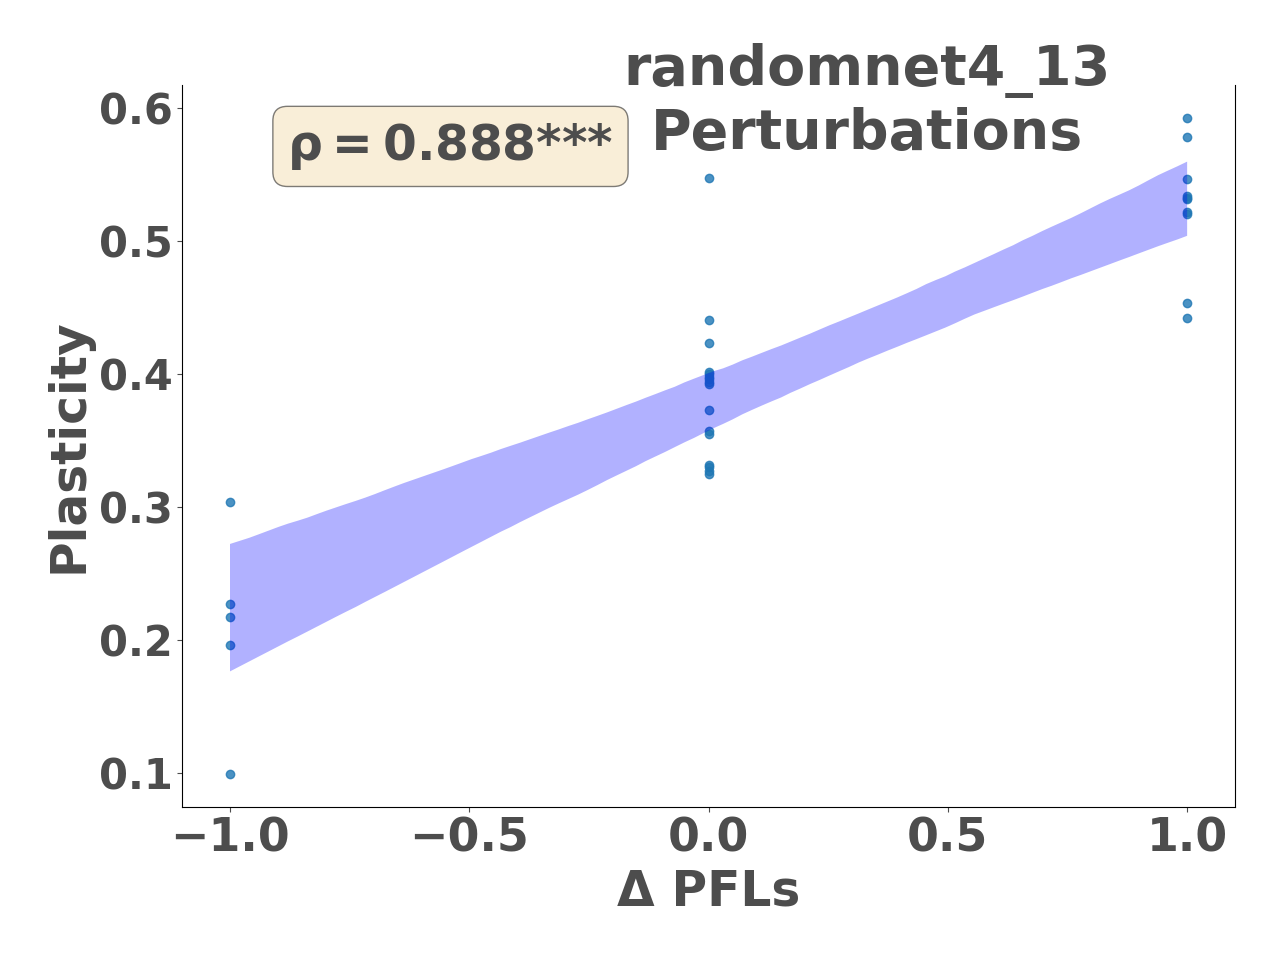 randomnet4_13
Perturbations
ρ = 0.888***
0.6
0.5
0.4
0.3
0.2
0.1
Plasticity
−1.0 −0.5 0.0 0.5 1.0
Δ PFLs